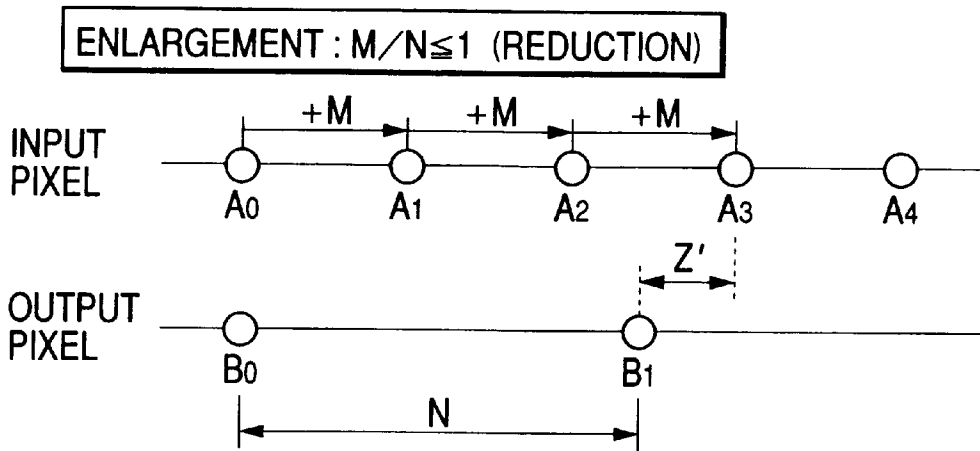 ENLARGEMENT : M/N≦1 (REDUCTION)
+M +M +M
INPUT
PIXEL
A0 A1 A2 A3 A4
Z'
OUTPUT
PIXEL
B0 B1
N